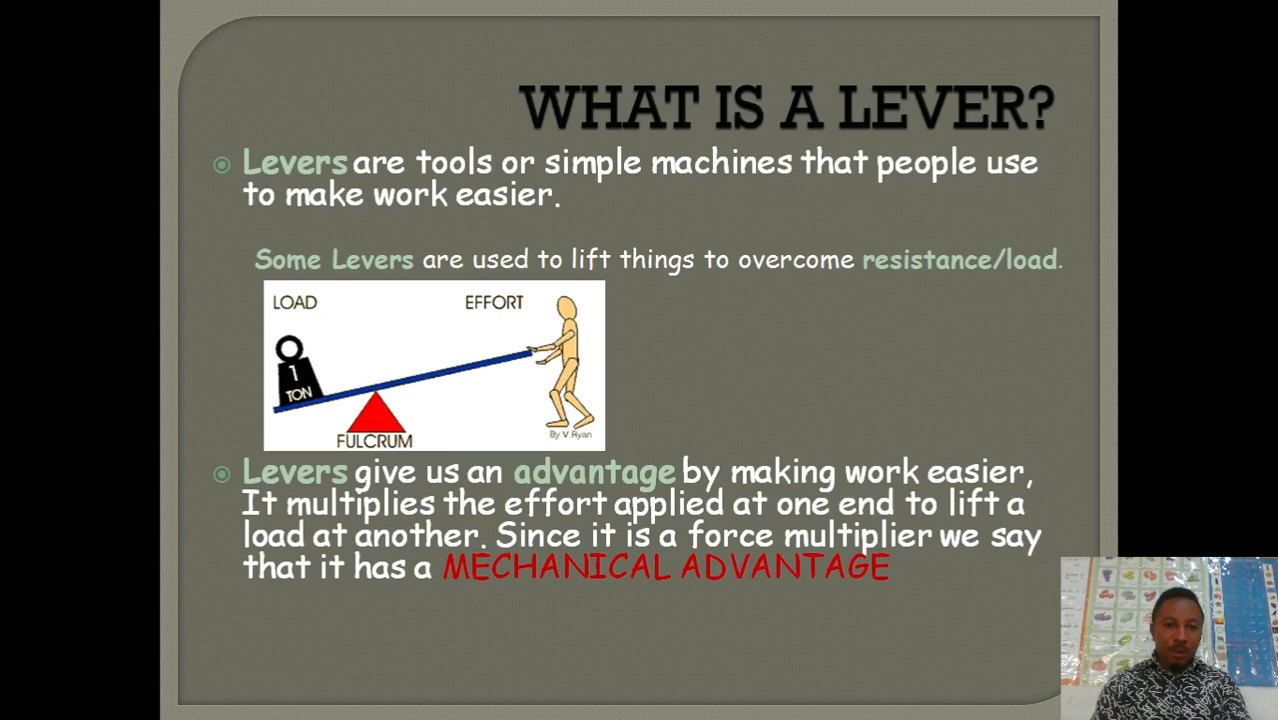 WHAT IS A LEVER?
Levers are tools or simple machines that people use
to make work easier.
Some Levers are used to lift things to overcome resistance/load.
LOAD EFFORT
1
TON
FULCRUM
By V.Ryan
Levers give us an advantage by making work easier,
It multiplies the effort applied at one end to lift a
load at another. Since it is a force multiplier we say
that it has a MECHANICAL ADVANTAGE